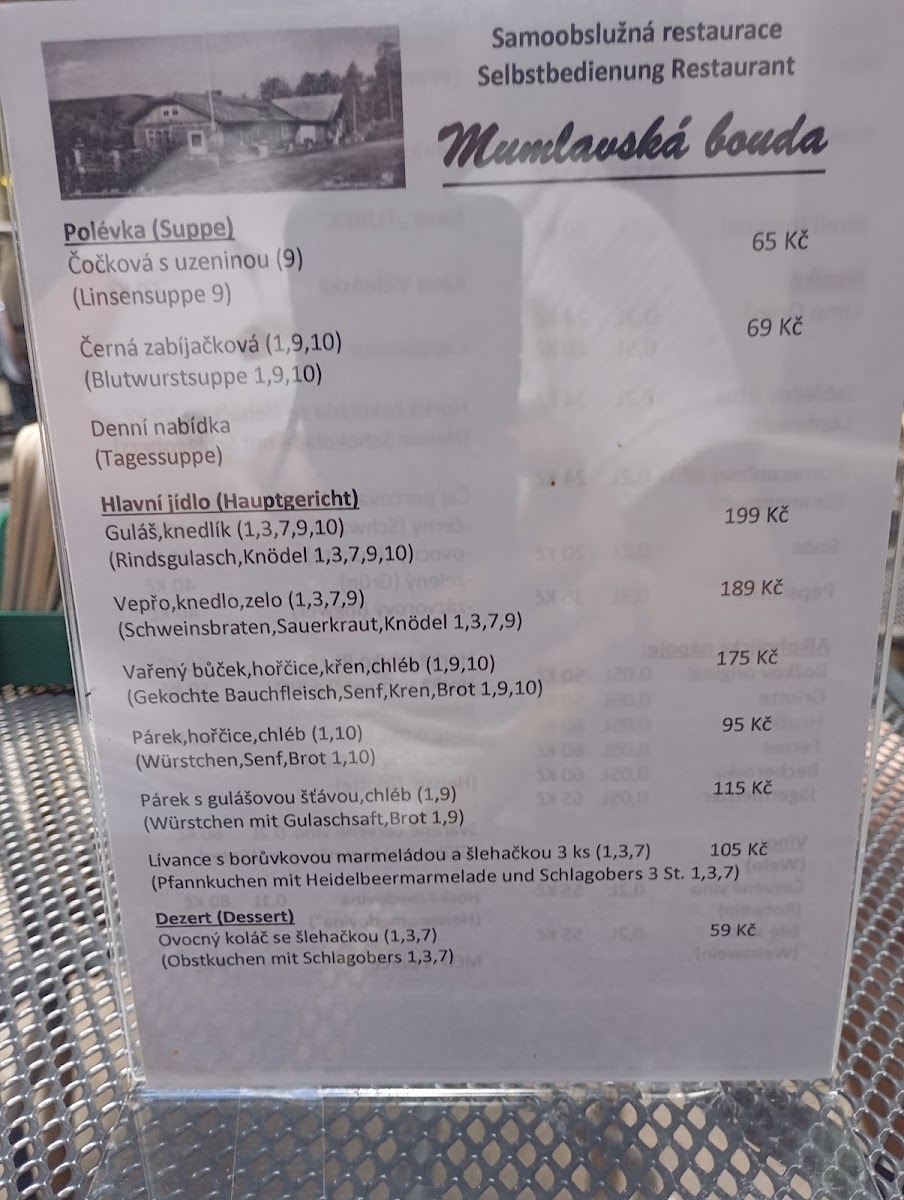 Samoobslužná restaurace
Selbstbedienung Restaurant
Mumlavská bouda
Polévka (Suppe)
Čočková s uzeninou (9) 65 Kč
(Linsensuppe 9)
Černá zabíjačková (1,9,10) 69 Kč
(Blutwurstsuppe 1,9,10)
Denní nabídka
(Tagessuppe)
Hlavní jídlo (Hauptgericht)
Guláš,knedlík (1,3,7,9,10) 199 Kč
(Rindsgulasch,Knödel 1,3,7,9,10)
Vepřo,knedlo,zelo (1,3,7,9) 189 Kč
(Schweinsbraten,Sauerkraut,Knödel 1,3,7,9)
Vařený bůček,hořčice,křen,chléb (1,9,10) 175 Kč
(Gekochte Bauchfleisch,Senf,Kren,Brot 1,9,10)
Párek,hořčice,chléb (1,10) 95 Kč
(Würstchen,Senf,Brot 1,10)
Párek s gulášovou šťávou,chléb (1,9) 115 Kč
(Würstchen mit Gulaschsaft,Brot 1,9)
Lívance s borůvkovou marmeládou a šlehačkou 3 ks (1,3,7) 105 Kč
(Pfannkuchen mit Heidelbeermarmelade und Schlagobers 3 St. 1,3,7)
Dezert (Dessert)
Ovocný koláč se šlehačkou (1,3,7) 59 Kč
(Obstkuchen mit Schlagobers 1,3,7)